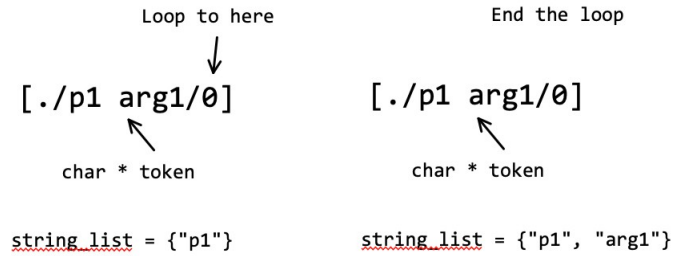 Loop to here
[./p1 arg1/0]
char * token
string_list = {"p1"}
End the loop
[./p1 arg1/0]
char * token
string_list = {"p1", "arg1"}